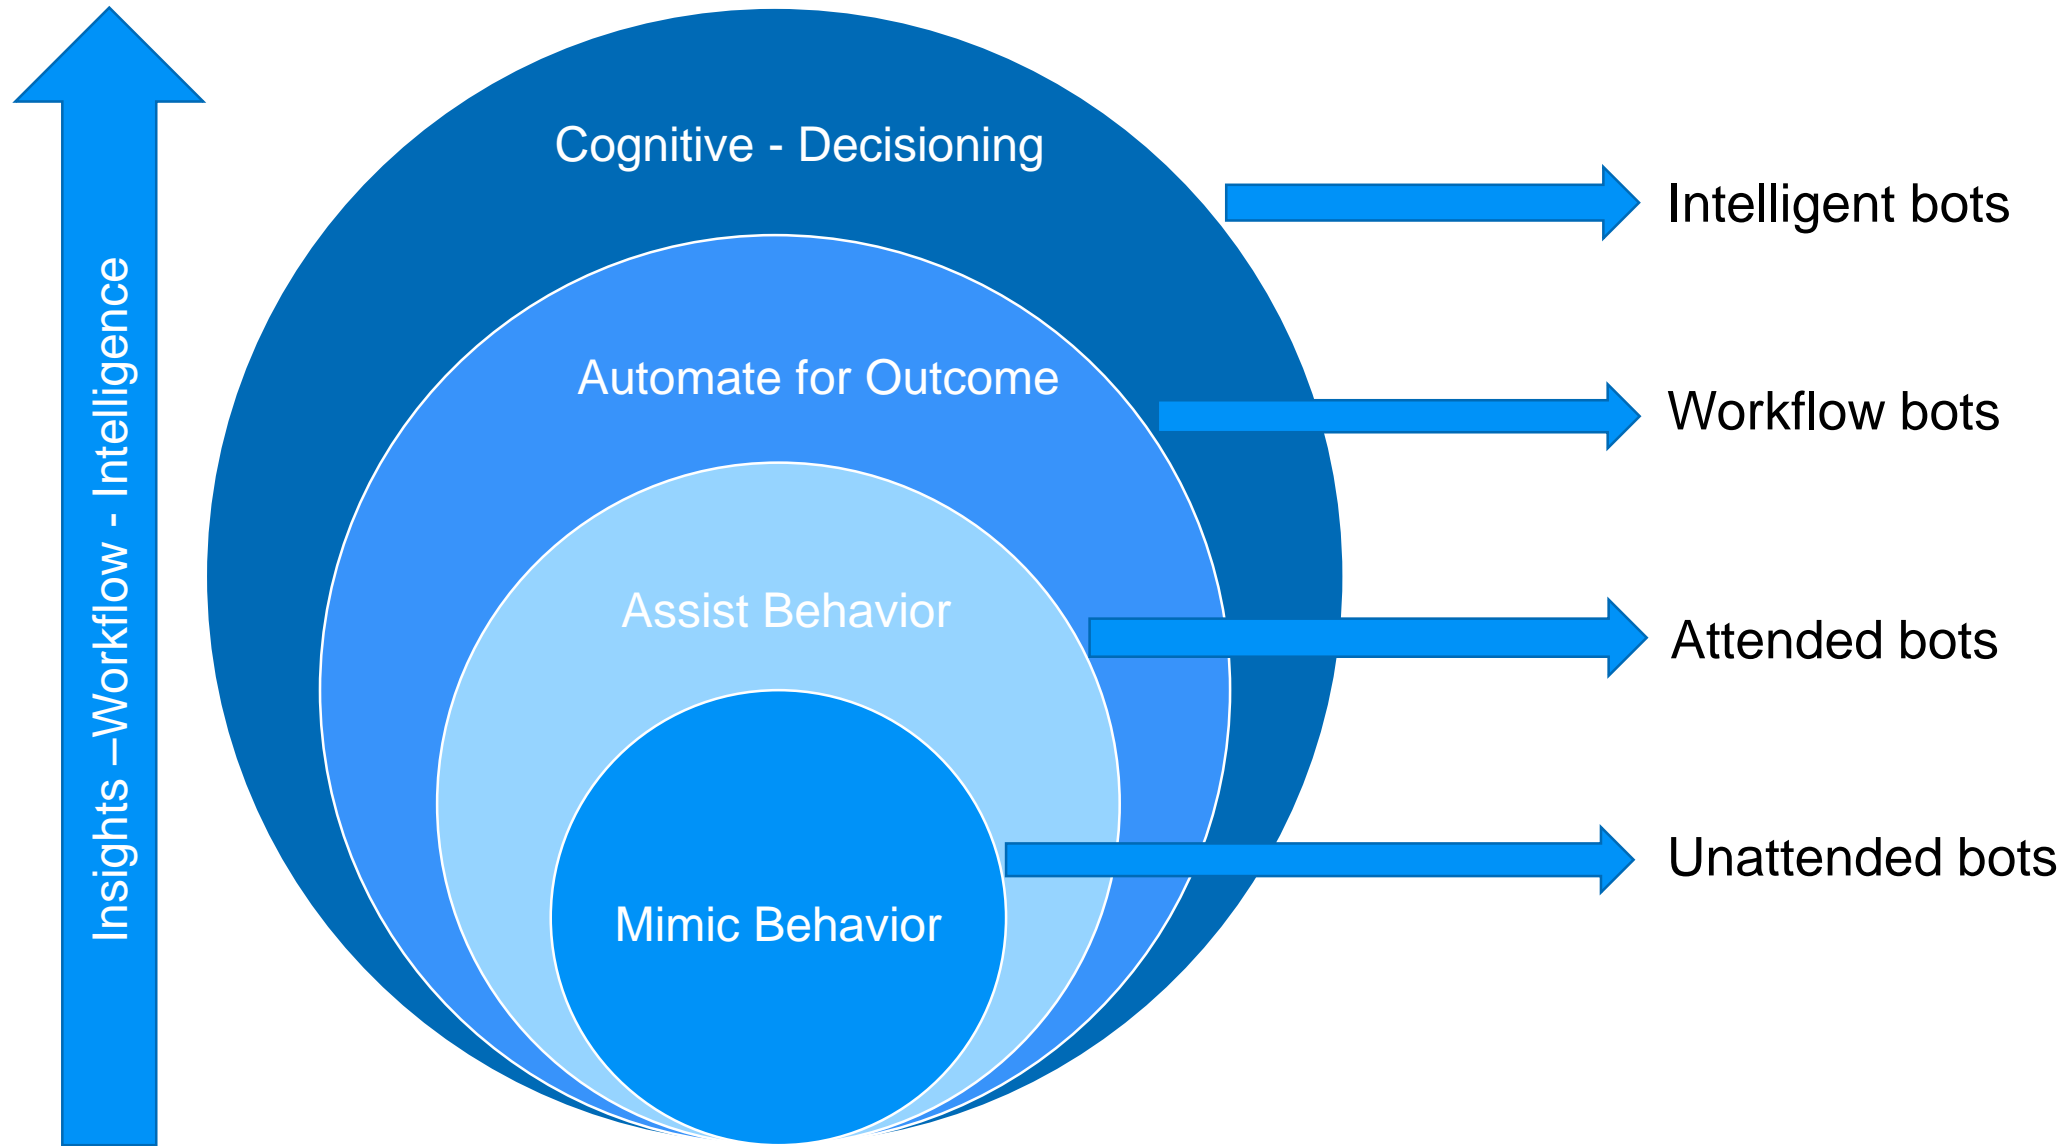 Insights –Workflow - Intelligence
Cognitive - Decisioning
Intelligent bots
Automate for Outcome
Workflow bots
Assist Behavior
Attended bots
Mimic Behavior
Unattended bots